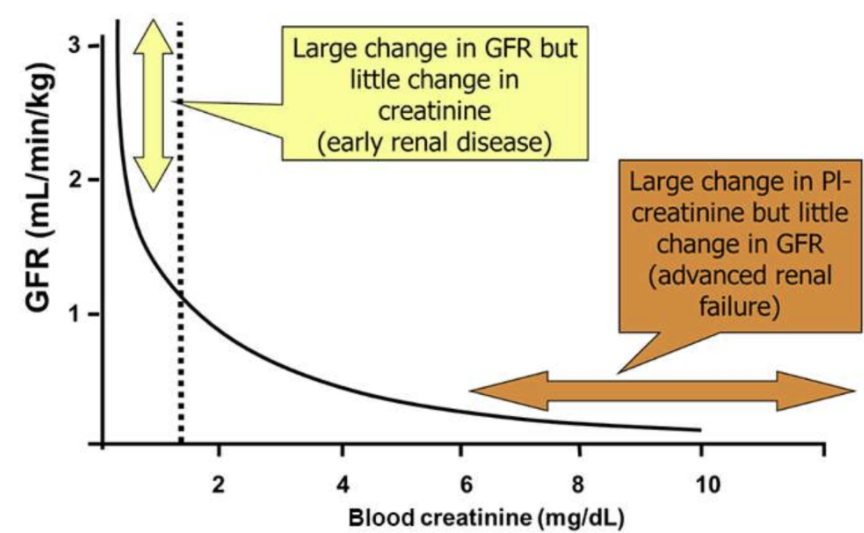 3
2
1
GFR (mL/min/kg)
Large change in GFR but
little change in
creatinine
(early renal disease)
Large change in Pl-
creatinine but little
change in GFR
(advanced renal
failure)
2 4 6 8 10
Blood creatinine (mg/dL)